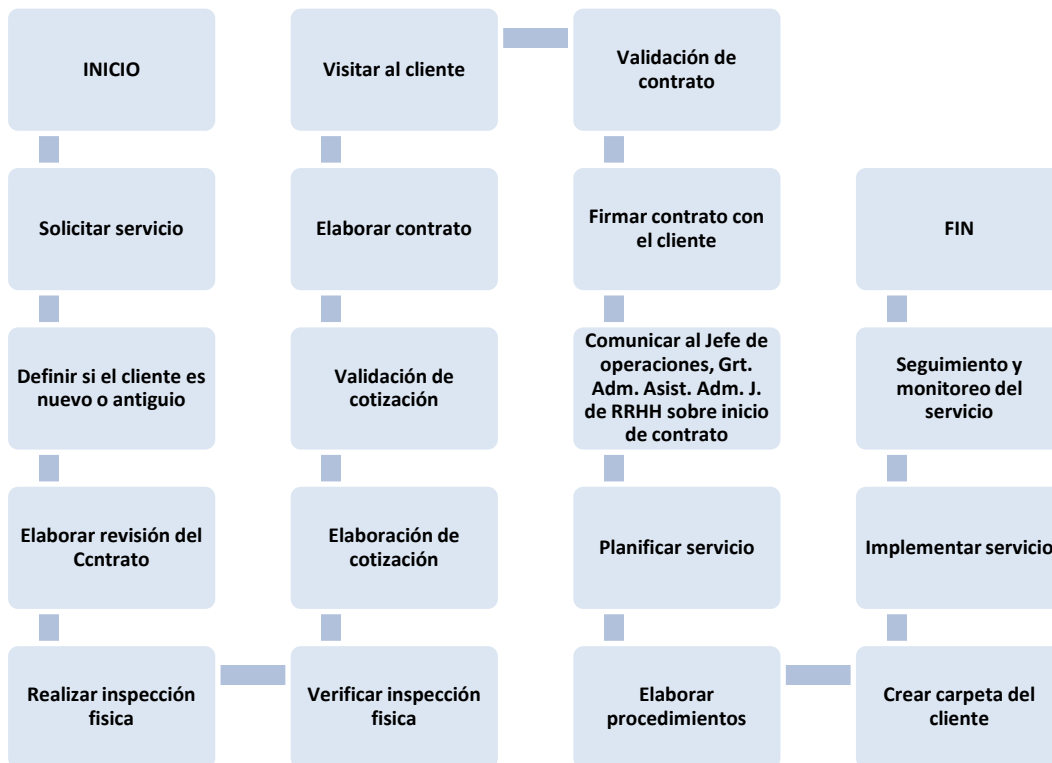 INICIO
Solicitar servicio
Definir si el cliente es
nuevo o antiguio
Elaborar revisión del
Ccntrato
Realizar inspección
fisica
Verificar inspección
fisica
Elaboración de
cotización
Validación de
cotización
Elaborar contrato
Visitar al cliente
Validación de
contrato
Firmar contrato con
el cliente
Comunicar al Jefe de
operaciones, Grt.
Adm. Asist. Adm. J.
de RRHH sobre inicio
de contrato
Planificar servicio
Elaborar
procedimientos
Crear carpeta del
cliente
Implementar servicio
Seguimiento y
monitoreo del
servicio
FIN